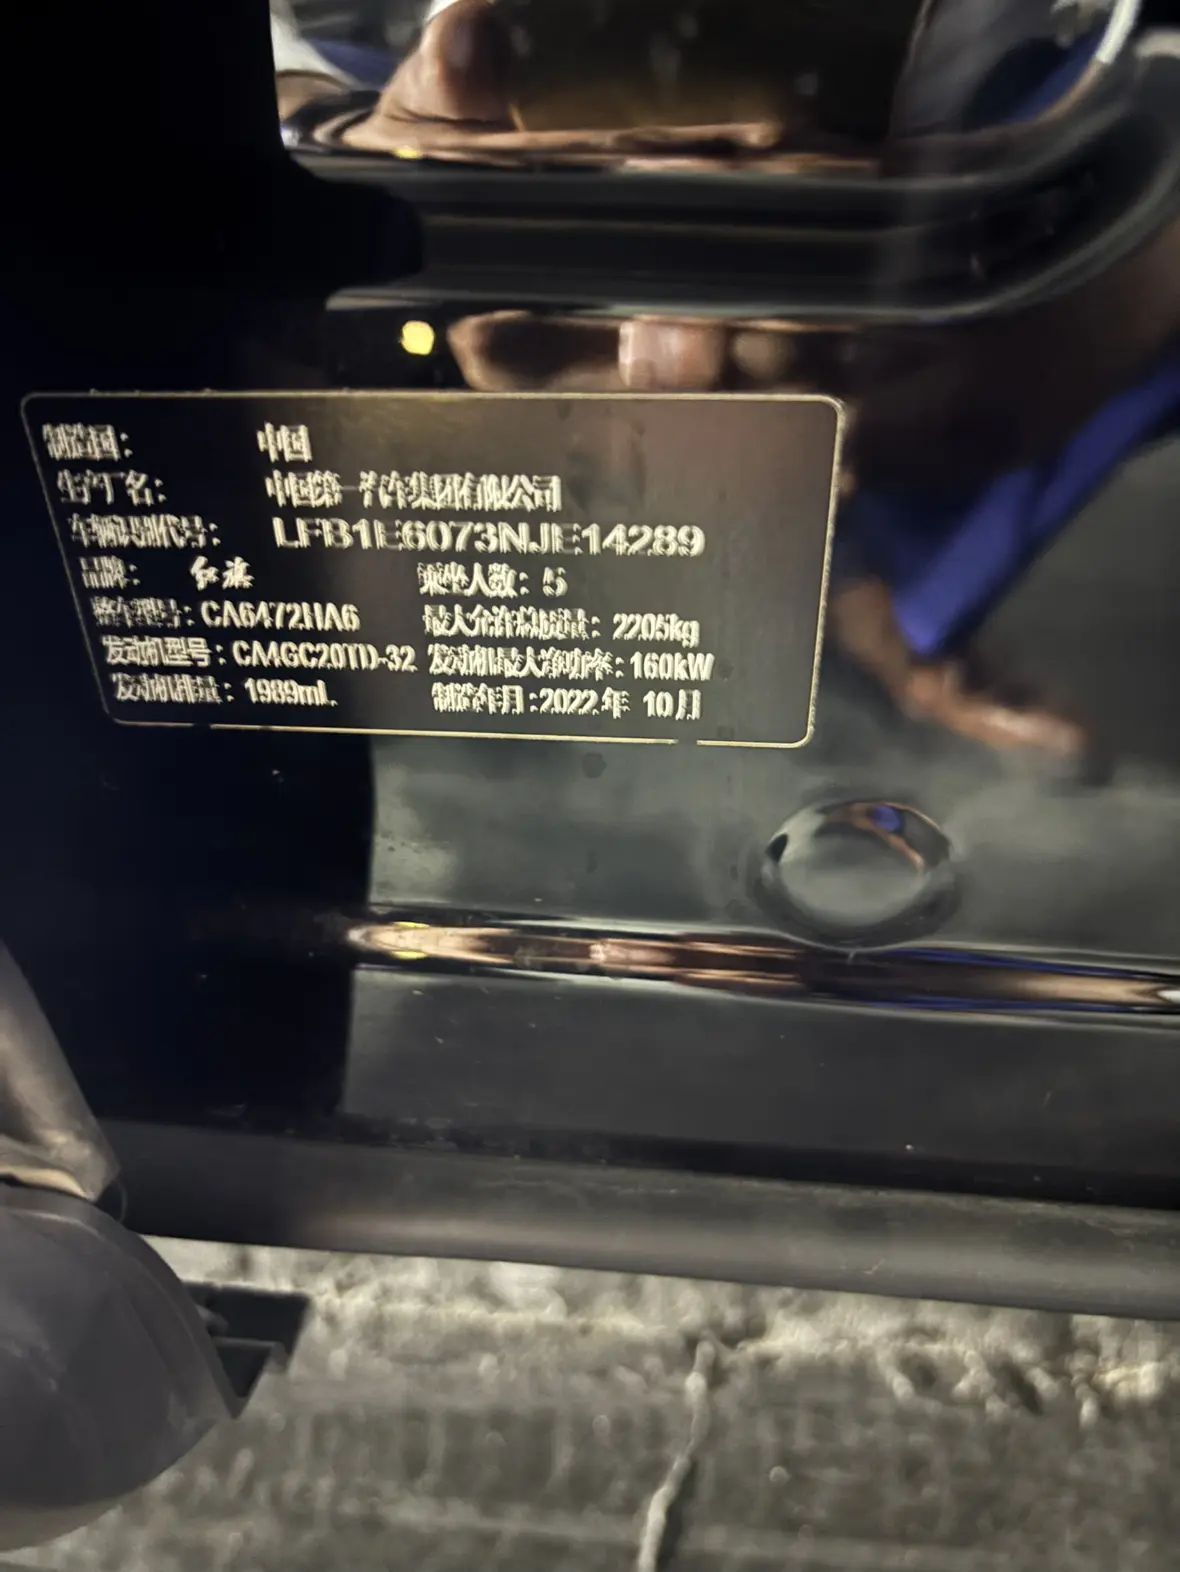 制造国： 中国
生产厂名： 中国第一汽车集团有限公司
车辆识别代号： LFB1E6073NJE14289
品牌： 红旗 乘坐人数： 5
整车型号： CA6472HA6 最大允许总质量： 2205kg
发动机型号： CA4GC20TD-32 发动机最大净功率： 160kW
发动机排量： 1989mL 制造年月： 2022年 10月